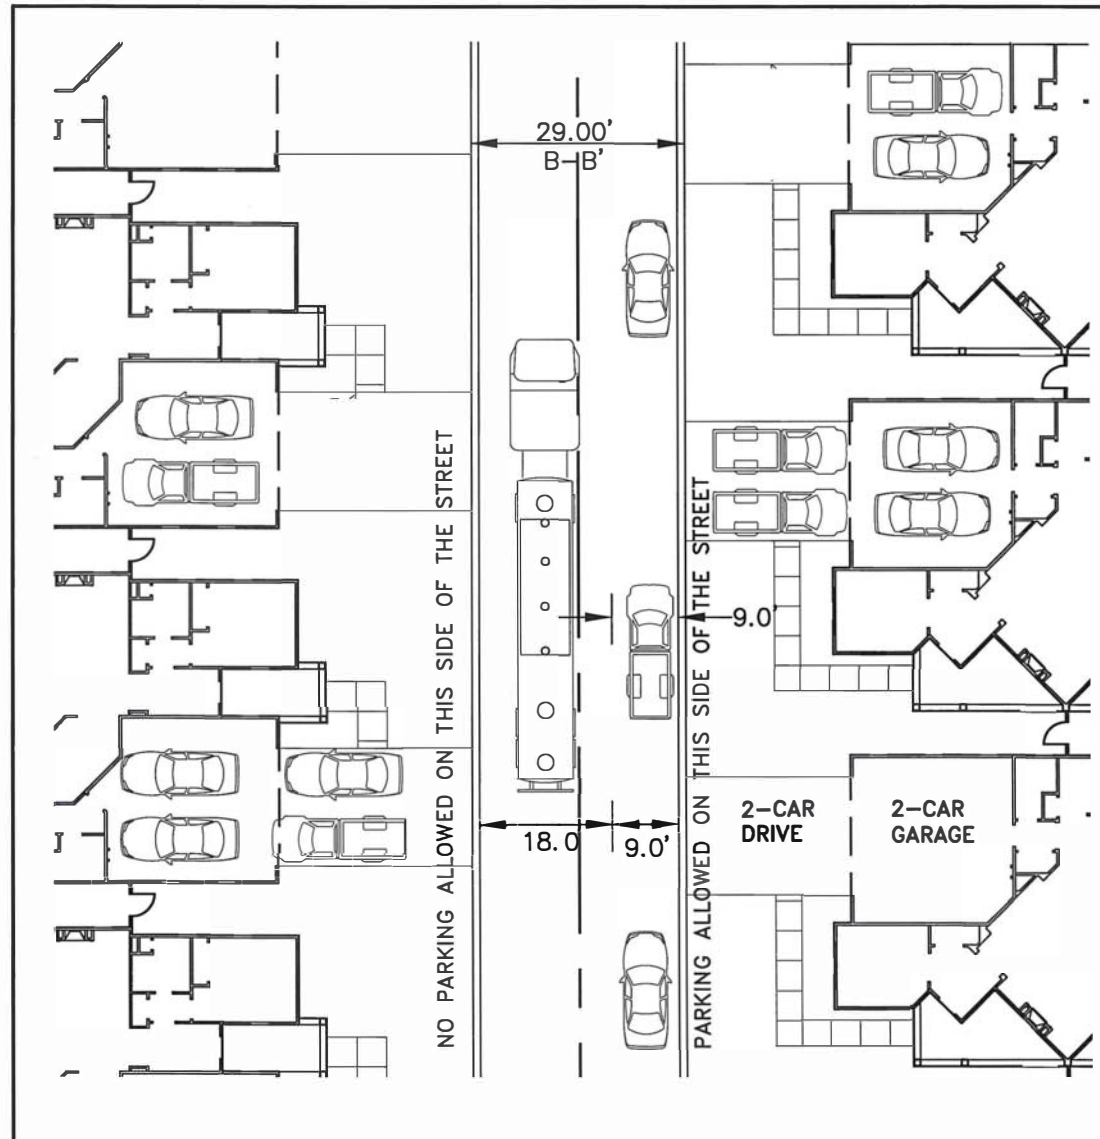 29.00'
B-B'
NO PARKING ALLOWED ON THIS SIDE OF THE STREET
PARKING ALLOWED ON THIS SIDE OF THE STREET
9.0'
18.0
9.0'
2-CAR
DRIVE
2-CAR
GARAGE